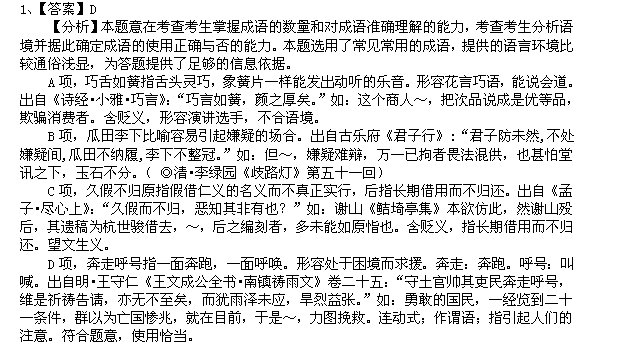 1、【答案】D
【分析】本题意在考查考生掌握成语的数量和对成语准确理解的能力，考查考生分析语
境并据此确定成语的使用正确与否的能力。本题选用了常见常用的成语，提供的语言环境比
较通俗浅显，为答题提供了足够的信息依据。
A 项，巧舌如黄指舌头灵巧，象黄片一样能发出动听的乐音。形容花言巧语，能说会道。
出自《诗经·小雅·巧言》：“巧言如黄，颜之厚矣。”如：这个商人～，把次品说成是优等品，
欺骗消费者。含贬义，形容演讲选手，不合语境。
B 项，瓜田李下比喻容易引起嫌疑的场合。出自古乐府《君子行》:“君子防未然,不处
嫌疑间,瓜田不纳履,李下不整冠。”如：但～，嫌疑难辩，万一已拘者畏法混供，也甚怕堂
讯之下，玉石不分。( ◎清·李绿园《歧路灯》第五十一回）
C 项，久假不归原指假借仁义的名义而不真正实行，后指长期借用而不归还。出自《孟
子·尽心上》：“久假而不归，恶知其非有也？”如：谢山《鲒埼亭集》本欲仿此，然谢山殁
后，其遗稿为杭世骏借去，～，后之编刻者，多未能如原恉也。含贬义，指长期借用而不归
还。望文生义。
D 项，奔走呼号指一面奔跑，一面呼唤。形容处于困境而求援。奔走：奔跑。呼号：叫
喊。出自明·王守仁《王文成公全书·南镇祷雨文》卷二十五：“守土官帅其吏民奔走呼号，
维是祈祷告请，亦无不至矣，而犹雨泽未应，旱烈益张。”如：勇敢的国民，一经览到二十
一条件，群以为亡国惨兆，就在目前，于是～，力图挽救。连动式；作谓语；指引起人们的
注意。符合题意，使用恰当。